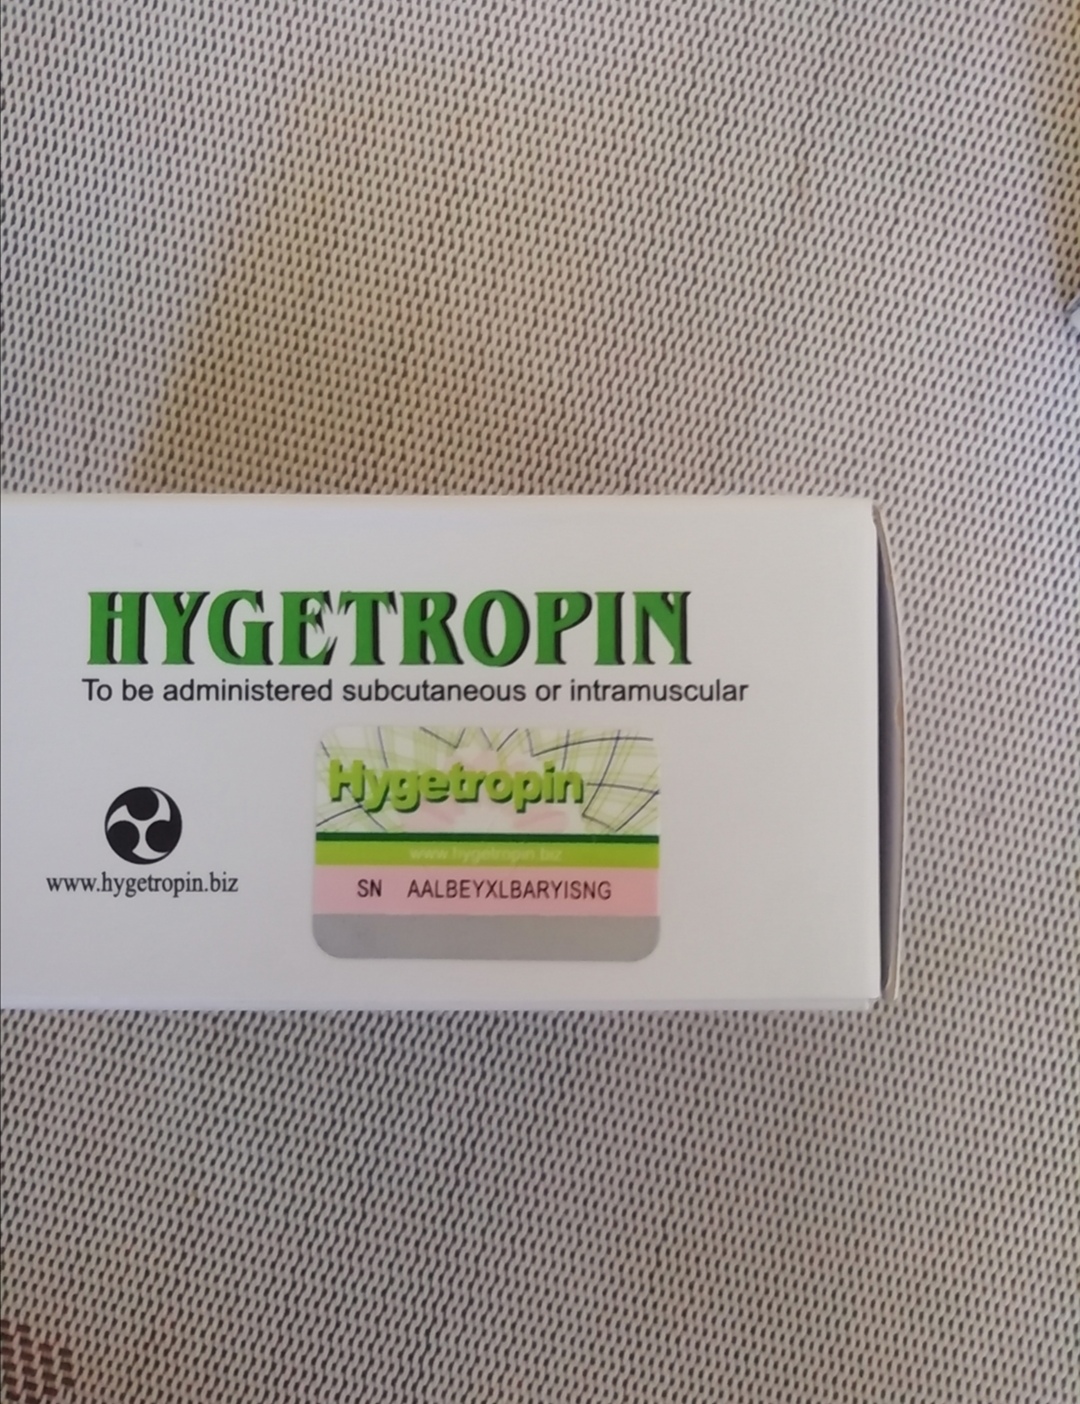 HYGETROPIN
To be administered subcutaneous or intramuscular
Hygetropin
www.hygetropin.biz
SN AALBEYXLBARYISNG
www.hygetropin.biz